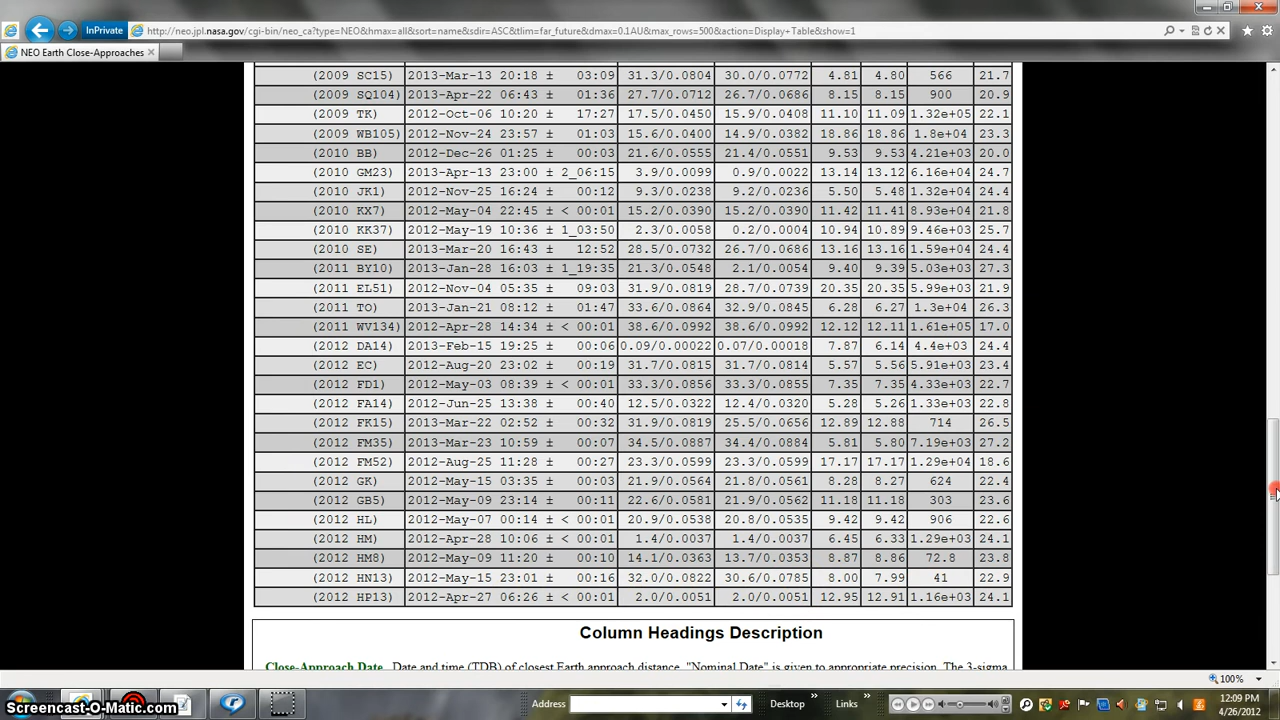 InPrivate
http://neo.jpl.nasa.gov/cgi-bin/neo_ca?type=NEO&hmax=all&sort=name&sdir=ASC&tlim=far_future&dmax=0.1AU&max_rows=500&action=Display+Table&show=1
NEO Earth Close-Approaches
(2009 SC15) 2013-Mar-13 20:18 ± 03:09 31.3/0.0804 30.0/0.0772 4.81 4.80 566 21.7
(2009 SQ104) 2013-Apr-22 06:43 ± 01:36 27.7/0.0712 26.7/0.0686 8.15 8.15 900 20.9
(2009 TK) 2012-Oct-06 10:20 ± 17:27 17.5/0.0450 15.9/0.0408 11.10 11.09 1.32e+05 22.1
(2009 WB105) 2012-Nov-24 23:57 ± 01:03 15.6/0.0400 14.9/0.0382 18.86 18.86 1.8e+04 23.3
(2010 BB) 2012-Dec-26 01:25 ± 00:03 21.6/0.0555 21.4/0.0551 9.53 9.53 4.21e+03 20.0
(2010 GM23) 2013-Apr-13 23:00 ± 2_06:15 3.9/0.0099 0.9/0.0022 13.14 13.12 6.16e+04 24.7
(2010 JK1) 2012-Nov-25 16:24 ± 00:12 9.3/0.0238 9.2/0.0236 5.50 5.48 1.32e+04 24.4
(2010 KX7) 2012-May-04 22:45 ± < 00:01 15.2/0.0390 15.2/0.0390 11.42 11.41 8.93e+04 21.8
(2010 KK37) 2012-May-19 10:36 ± 1_03:50 2.3/0.0058 0.2/0.0004 10.94 10.89 9.46e+03 25.7
(2010 SE) 2013-Mar-20 16:43 ± 12:52 28.5/0.0732 26.7/0.0686 13.16 13.16 1.59e+04 24.4
(2011 BY10) 2013-Jan-28 16:03 ± 1_19:35 21.3/0.0548 2.1/0.0054 9.40 9.39 5.03e+03 27.3
(2011 EL51) 2012-Nov-04 05:35 ± 09:03 31.9/0.0819 28.7/0.0739 20.35 20.35 5.99e+03 21.9
(2011 TO) 2013-Jan-21 08:12 ± 01:47 33.6/0.0864 32.9/0.0845 6.28 6.27 1.3e+04 26.3
(2011 WV134) 2012-Apr-28 14:34 ± < 00:01 38.6/0.0992 38.6/0.0992 12.12 12.11 1.61e+05 17.0
(2012 DA14) 2013-Feb-15 19:25 ± 00:06 0.09/0.00022 0.07/0.00018 7.87 6.14 4.4e+03 24.4
(2012 EC) 2012-Aug-20 23:02 ± 00:19 31.7/0.0815 31.7/0.0814 5.57 5.56 5.91e+03 23.4
(2012 FD1) 2012-May-03 08:39 ± < 00:01 33.3/0.0856 33.3/0.0855 7.35 7.35 4.33e+03 22.7
(2012 FA14) 2012-Jun-25 13:38 ± 00:40 12.5/0.0322 12.4/0.0320 5.28 5.26 1.33e+03 22.8
(2012 FK15) 2013-Mar-22 02:52 ± 00:32 31.9/0.0819 25.5/0.0656 12.89 12.88 714 26.5
(2012 FM35) 2013-Mar-23 10:59 ± 00:07 34.5/0.0887 34.4/0.0884 5.81 5.80 7.19e+03 27.2
(2012 FM52) 2012-Aug-25 11:28 ± 00:27 23.3/0.0599 23.3/0.0599 17.17 17.17 1.29e+04 18.6
(2012 GK) 2012-May-15 03:35 ± 00:03 21.9/0.0564 21.8/0.0561 8.28 8.27 624 22.4
(2012 GB5) 2012-May-09 23:14 ± 00:11 22.6/0.0581 21.9/0.0562 11.18 11.18 303 23.6
(2012 HL) 2012-May-07 00:14 ± < 00:01 20.9/0.0538 20.8/0.0535 9.42 9.42 906 22.6
(2012 HM) 2012-Apr-28 10:06 ± < 00:01 1.4/0.0037 1.4/0.0037 6.45 6.33 1.29e+03 24.1
(2012 HM8) 2012-May-09 11:20 ± 00:10 14.1/0.0363 13.7/0.0353 8.87 8.86 72.8 23.8
(2012 HN13) 2012-May-15 23:01 ± 00:16 32.0/0.0822 30.6/0.0785 8.00 7.99 41 22.9
(2012 HP13) 2012-Apr-27 06:26 ± < 00:01 2.0/0.0051 2.0/0.0051 12.95 12.91 1.16e+03 24.1
Column Headings Description
Close-Approach Date Date and time (TDB) of closest Earth approach distance. "Nominal Date" is given to appropriate precision. The 3-sigma
100%
Address Desktop » Links »
12:09 PM
4/26/2012
Screencast-O-Matic.com